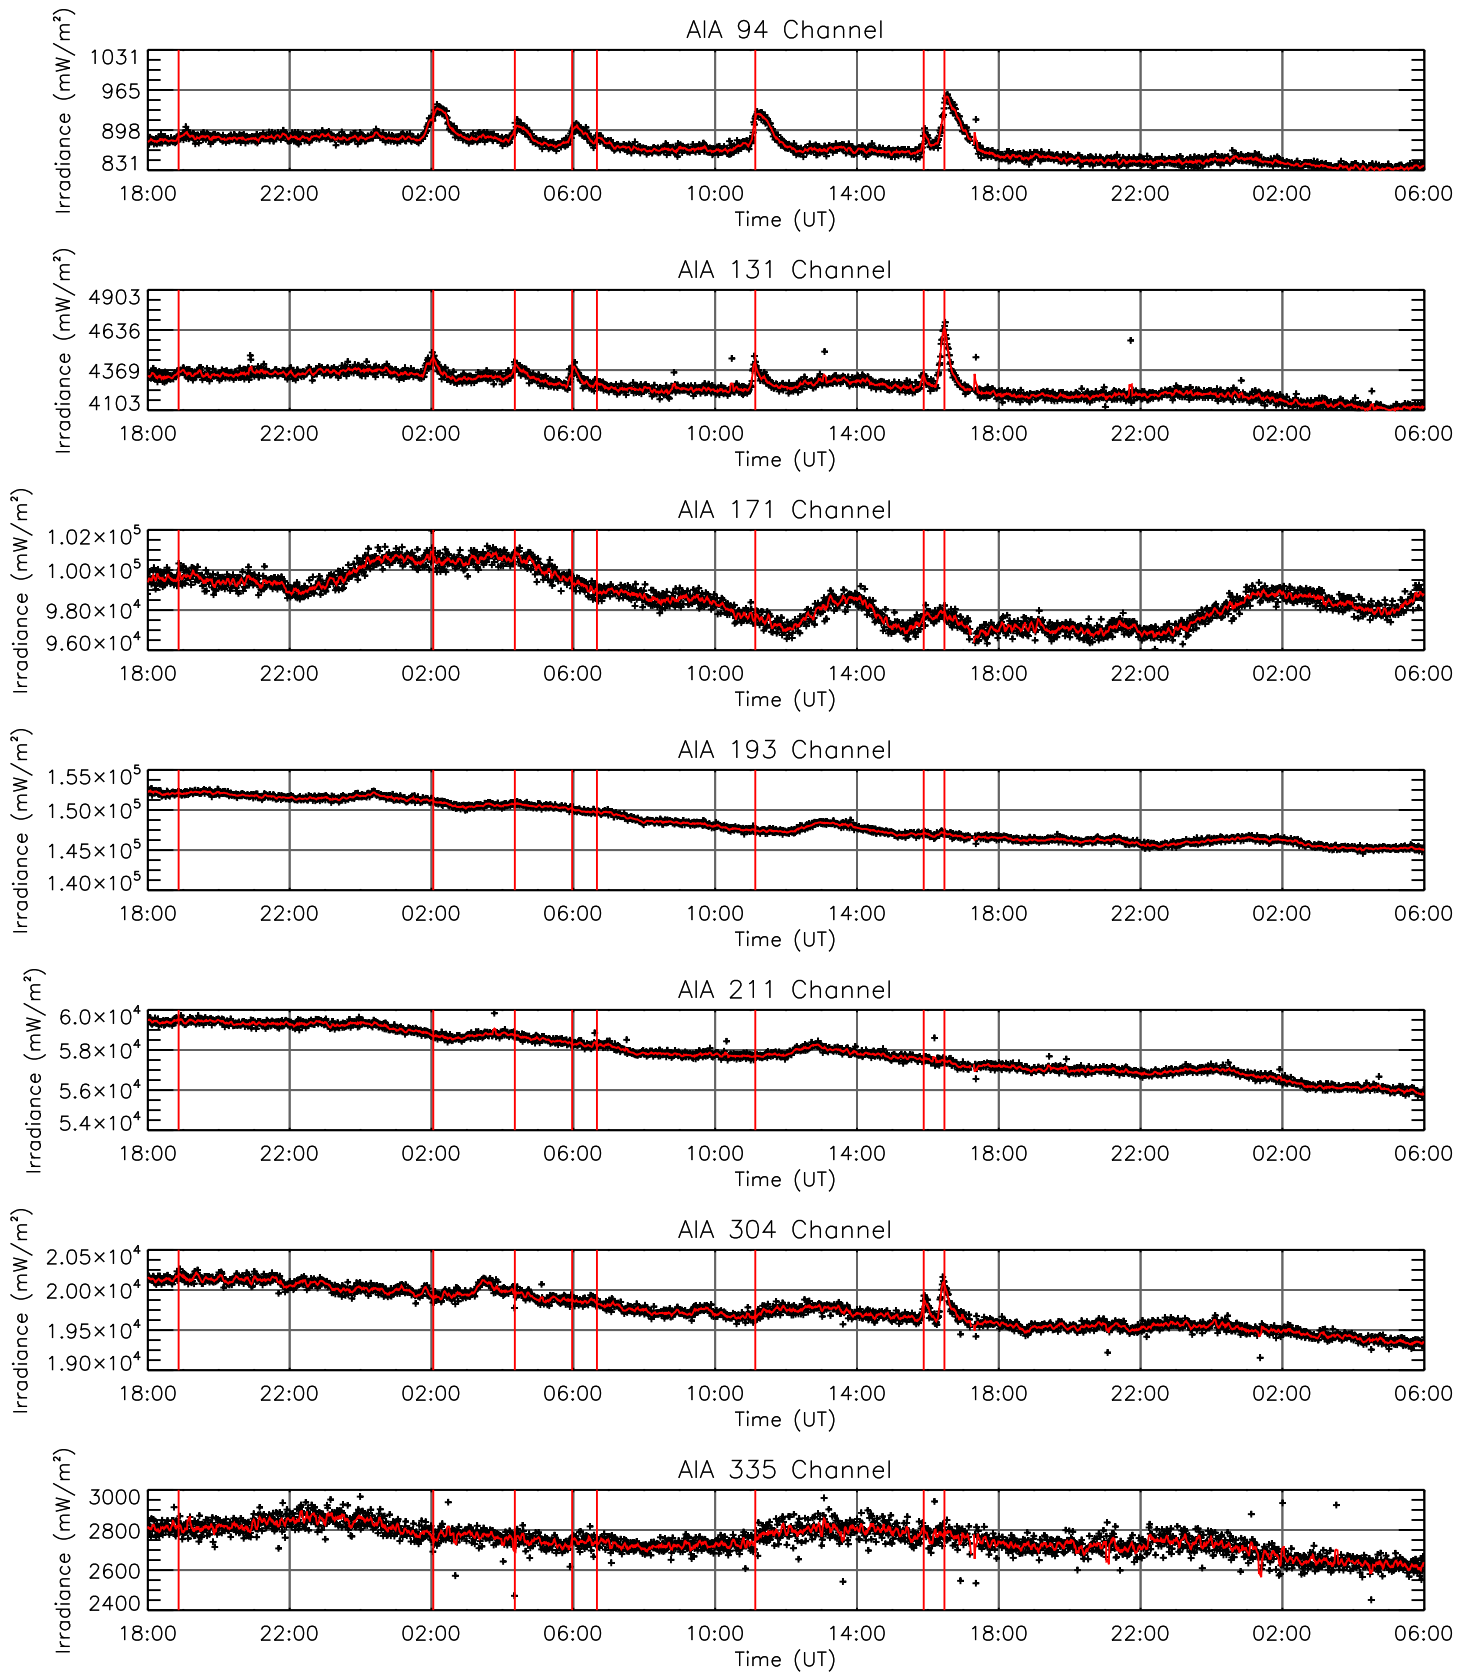 AIA 94 Channel
Irradiance (mW/m²)
1031
965
898
831
18:00 22:00 02:00 06:00 10:00 14:00 18:00 22:00 02:00 06:00
Time (UT)
AIA 131 Channel
Irradiance (mW/m²)
4903
4636
4369
4103
18:00 22:00 02:00 06:00 10:00 14:00 18:00 22:00 02:00 06:00
Time (UT)
AIA 171 Channel
Irradiance (mW/m²)
1.02×10⁵
1.00×10⁵
9.80×10⁴
9.60×10⁴
18:00 22:00 02:00 06:00 10:00 14:00 18:00 22:00 02:00 06:00
Time (UT)
AIA 193 Channel
Irradiance (mW/m²)
1.55×10⁵
1.50×10⁵
1.45×10⁵
1.40×10⁵
18:00 22:00 02:00 06:00 10:00 14:00 18:00 22:00 02:00 06:00
Time (UT)
AIA 211 Channel
Irradiance (mW/m²)
6.0×10⁴
5.8×10⁴
5.6×10⁴
5.4×10⁴
18:00 22:00 02:00 06:00 10:00 14:00 18:00 22:00 02:00 06:00
Time (UT)
AIA 304 Channel
Irradiance (mW/m²)
2.05×10⁴
2.00×10⁴
1.95×10⁴
1.90×10⁴
18:00 22:00 02:00 06:00 10:00 14:00 18:00 22:00 02:00 06:00
Time (UT)
AIA 335 Channel
Irradiance (mW/m²)
3000
2800
2600
2400
18:00 22:00 02:00 06:00 10:00 14:00 18:00 22:00 02:00 06:00
Time (UT)